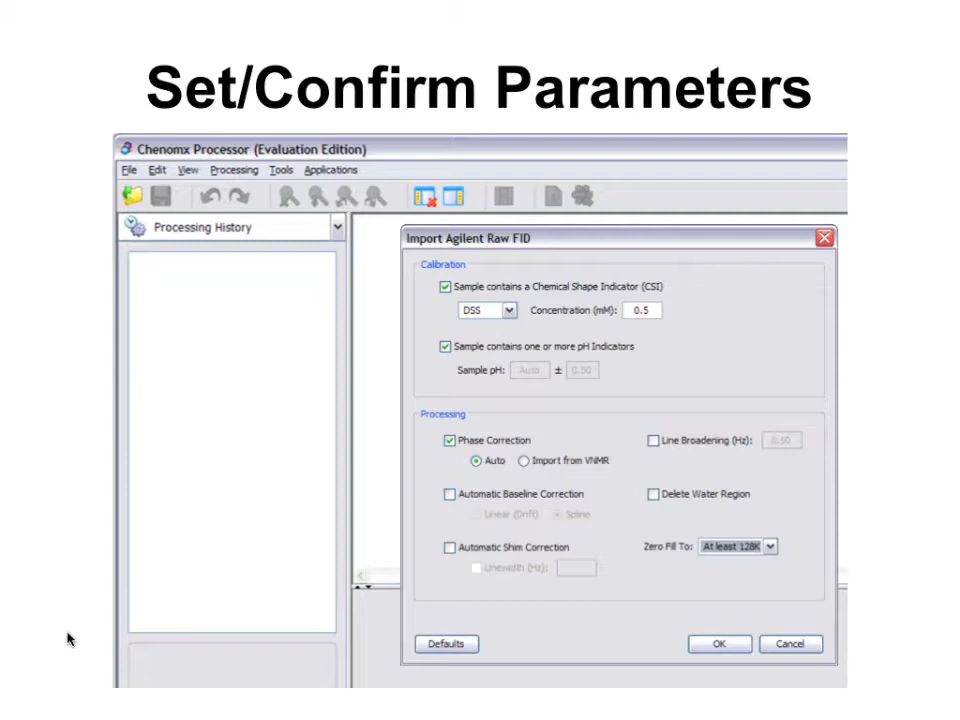 Set/Confirm Parameters
Chenomx Processor (Evaluation Edition)
File Edit View Processing Tools Applications
Processing History
Import Agilent Raw FID
Calibration
Sample contains a Chemical Shape Indicator (CSI)
DSS Concentration (mM): 0.5
Sample contains one or more pH Indicators
Sample pH: Auto ± 0.50
Processing
Phase Correction Line Broadening (Hz): 0.50
Auto Import from VNMR
Automatic Baseline Correction Delete Water Region
Linear (Drift) Spline
Automatic Shim Correction Zero Fill To: At least 128K
Linewidth (Hz):
Defaults OK Cancel